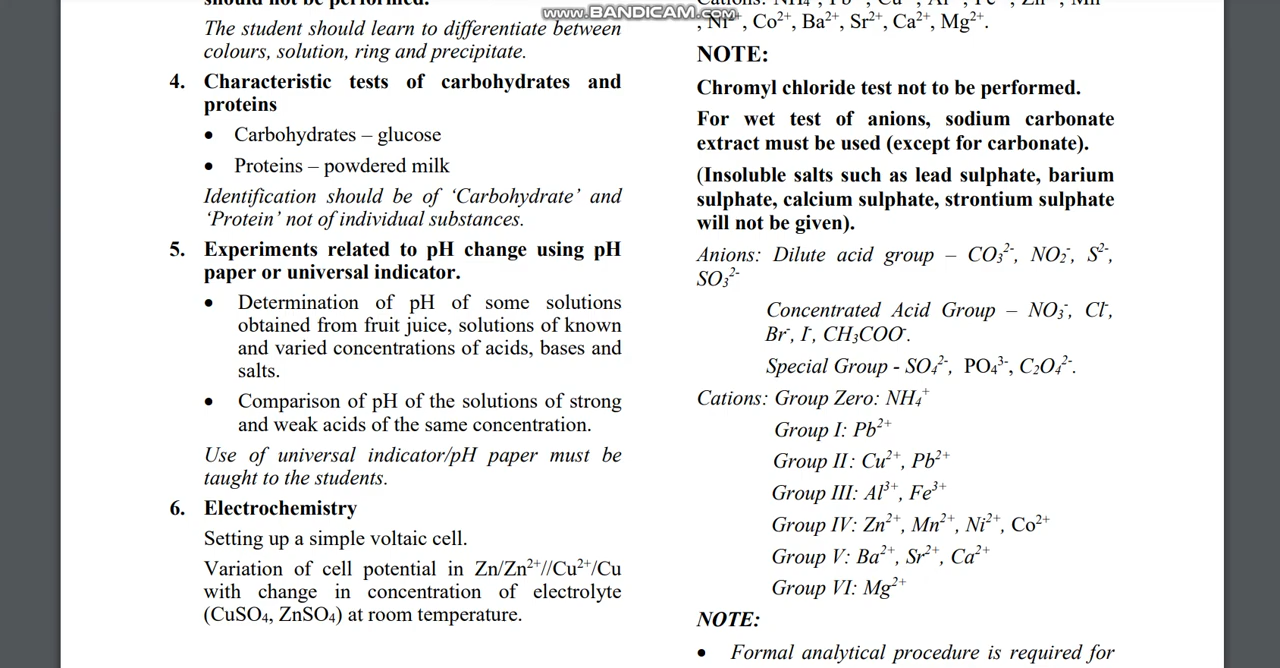 www.BANDICAM.com
should not be performed.
The student should learn to differentiate between
colours, solution, ring and precipitate.
4. Characteristic tests of carbohydrates and
proteins
• Carbohydrates – glucose
• Proteins – powdered milk
Identification should be of ‘Carbohydrate’ and
‘Protein’ not of individual substances.
5. Experiments related to pH change using pH
paper or universal indicator.
• Determination of pH of some solutions
obtained from fruit juice, solutions of known
and varied concentrations of acids, bases and
salts.
• Comparison of pH of the solutions of strong
and weak acids of the same concentration.
Use of universal indicator/pH paper must be
taught to the students.
6. Electrochemistry
Setting up a simple voltaic cell.
Variation of cell potential in Zn/Zn²⁺//Cu²⁺/Cu
with change in concentration of electrolyte
(CuSO₄, ZnSO₄) at room temperature.
, Ni²⁺, Co²⁺, Ba²⁺, Sr²⁺, Ca²⁺, Mg²⁺.
NOTE:
Chromyl chloride test not to be performed.
For wet test of anions, sodium carbonate
extract must be used (except for carbonate).
(Insoluble salts such as lead sulphate, barium
sulphate, calcium sulphate, strontium sulphate
will not be given).
Anions: Dilute acid group – CO₃²⁻, NO₂⁻, S²⁻,
SO₃²⁻
Concentrated Acid Group – NO₃⁻, Cl⁻,
Br⁻, I⁻, CH₃COO⁻.
Special Group - SO₄²⁻, PO₄³⁻, C₂O₄²⁻.
Cations: Group Zero: NH₄⁺
Group I: Pb²⁺
Group II: Cu²⁺, Pb²⁺
Group III: Al³⁺, Fe³⁺
Group IV: Zn²⁺, Mn²⁺, Ni²⁺, Co²⁺
Group V: Ba²⁺, Sr²⁺, Ca²⁺
Group VI: Mg²⁺
NOTE:
• Formal analytical procedure is required for